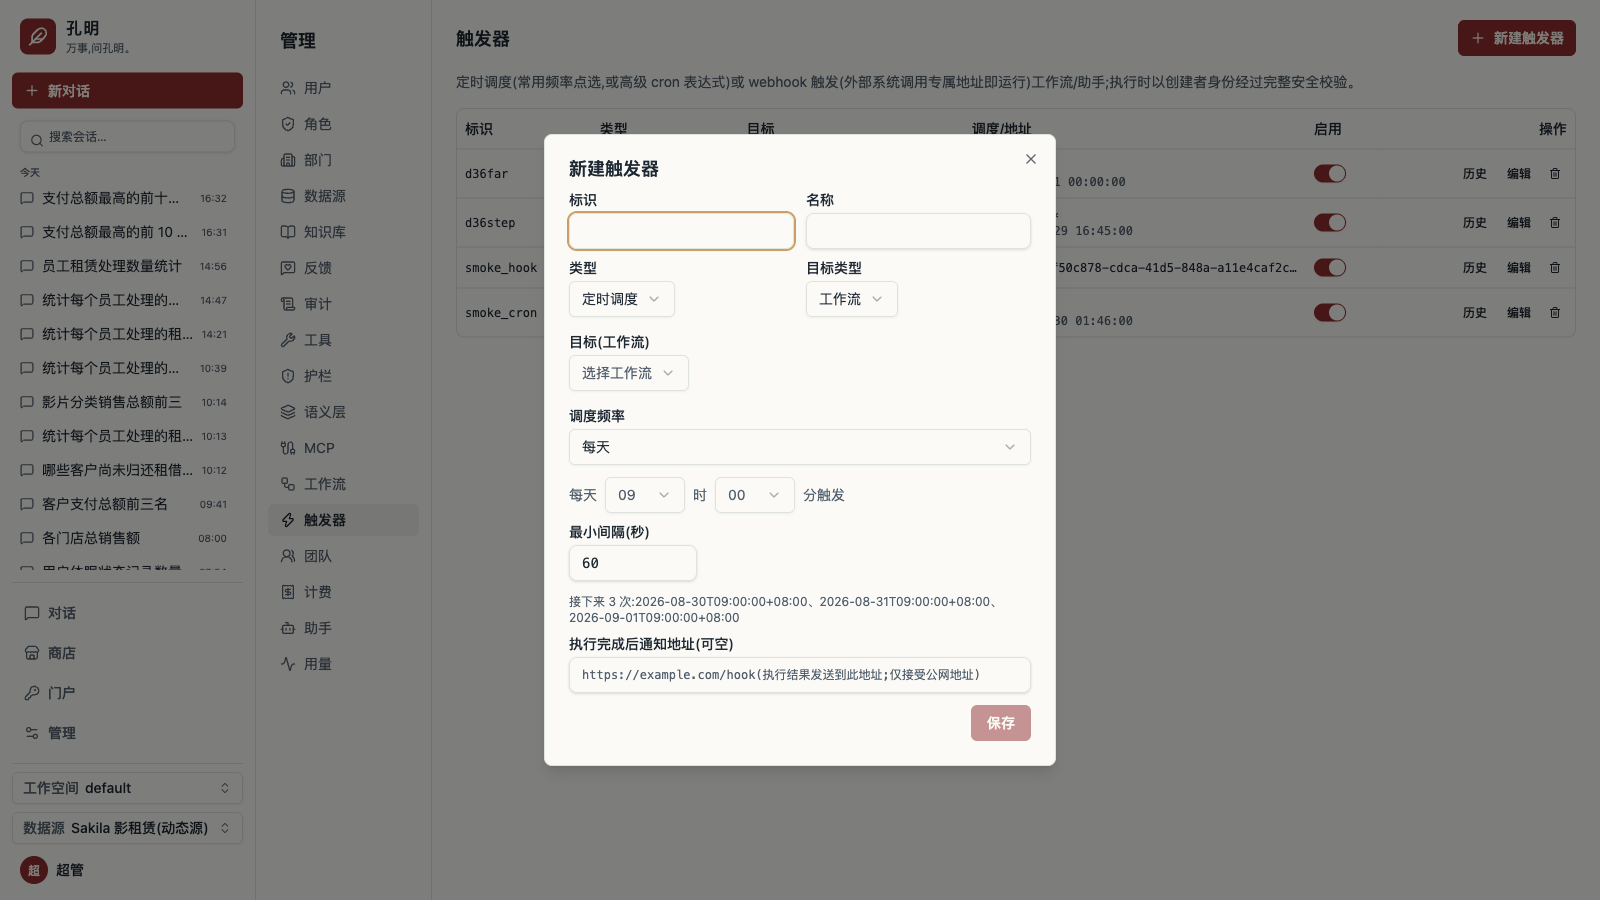 孔明
万事,问孔明。
新对话
搜索会话...
今天
支付总额最高的前十... 16:32
支付总额最高的前 10 ... 16:31
员工租赁处理数量统计 14:56
统计每个员工处理的... 14:47
统计每个员工处理的租... 14:21
统计每个员工处理的... 10:39
影片分类销售总额前三 10:14
统计每个员工处理的租... 10:13
哪些客户尚未归还租借... 10:12
客户支付总额前三名 09:41
各门店总销售额 08:00
对话
商店
门户
管理
工作空间 default
数据源 Sakila 影租赁(动态源)
超 超管
管理
用户
角色
部门
数据源
知识库
反馈
审计
工具
护栏
语义层
MCP
工作流
触发器
团队
计费
助手
用量
触发器
新建触发器
定时调度(常用频率点选,或高级 cron 表达式)或 webhook 触发(外部系统调用专属地址即运行)工作流/助手;执行时以创建者身份经过完整安全校验。
标识 类型 目标 调度/地址 启用 操作
d36far 1 00:00:00 历史 编辑
d36step 29 16:45:00 历史 编辑
smoke_hook f50c878-cdca-41d5-848a-a11e4caf2c... 历史 编辑
smoke_cron 30 01:46:00 历史 编辑
新建触发器
标识 名称
类型 目标类型
定时调度 工作流
目标(工作流)
选择工作流
调度频率
每天
每天 09 时 00 分触发
最小间隔(秒)
60
接下来 3 次:2026-08-30T09:00:00+08:00、2026-08-31T09:00:00+08:00、
2026-09-01T09:00:00+08:00
执行完成后通知地址(可空)
https://example.com/hook(执行结果发送到此地址;仅接受公网地址)
保存